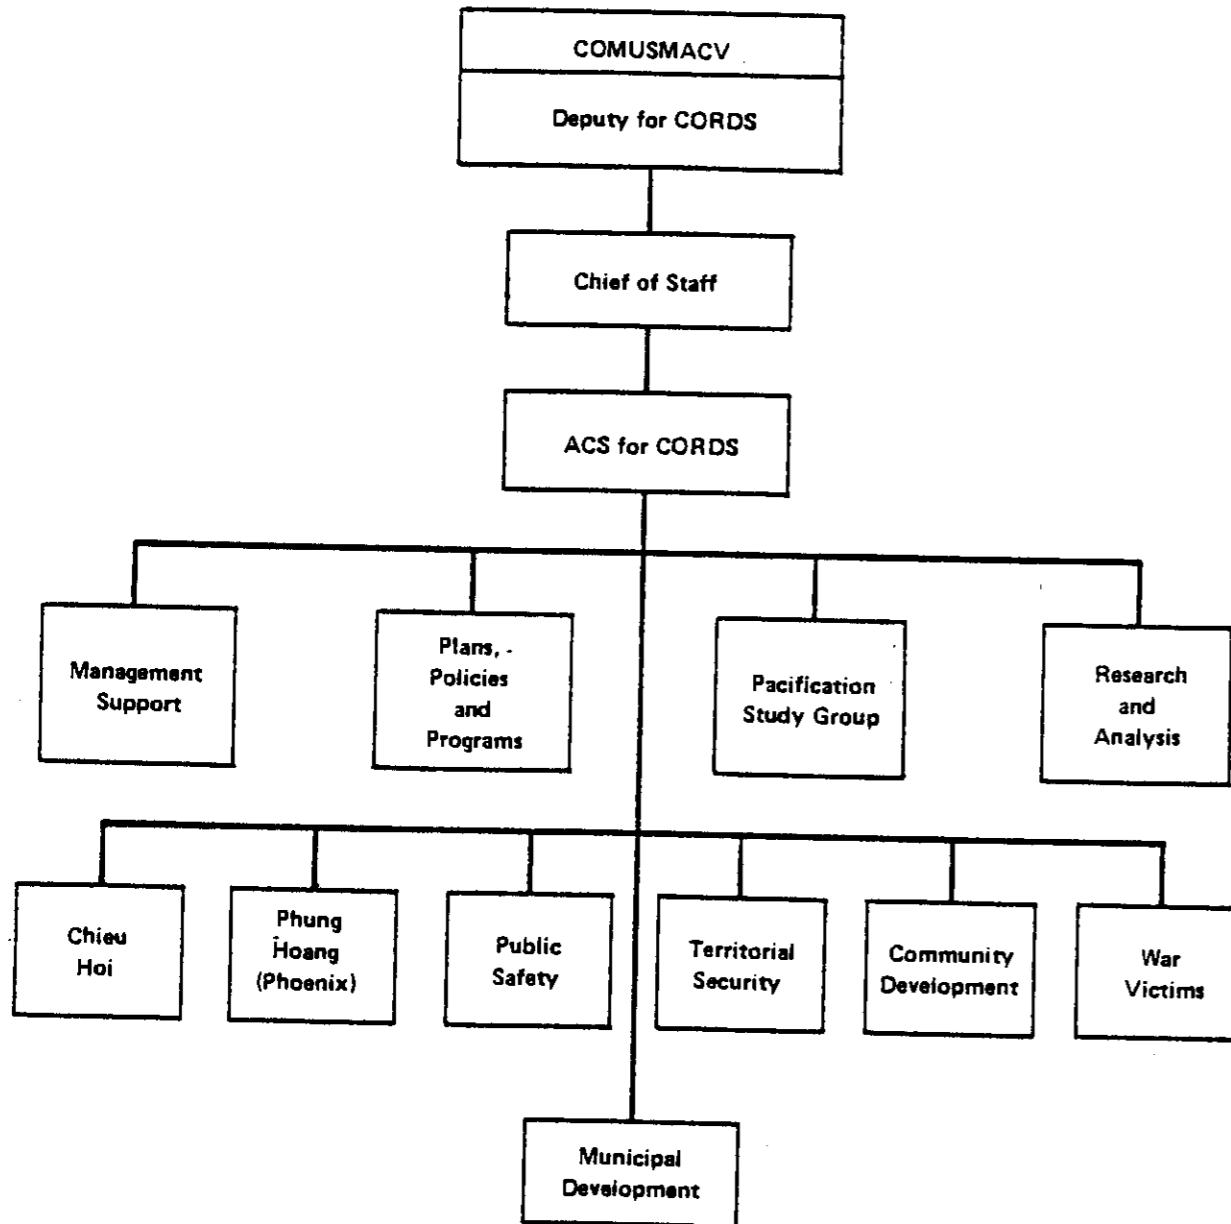 COMUSMACV
Deputy for CORDS
Chief of Staff
ACS for CORDS
Management
Support
Plans, -
Policies
and
Programs
Pacification
Study Group
Research
and
Analysis
Chieu
Hoi
Phung
Hoang
(Phoenix)
Public
Safety
Territorial
Security
Community
Development
War
Victims
Municipal
Development